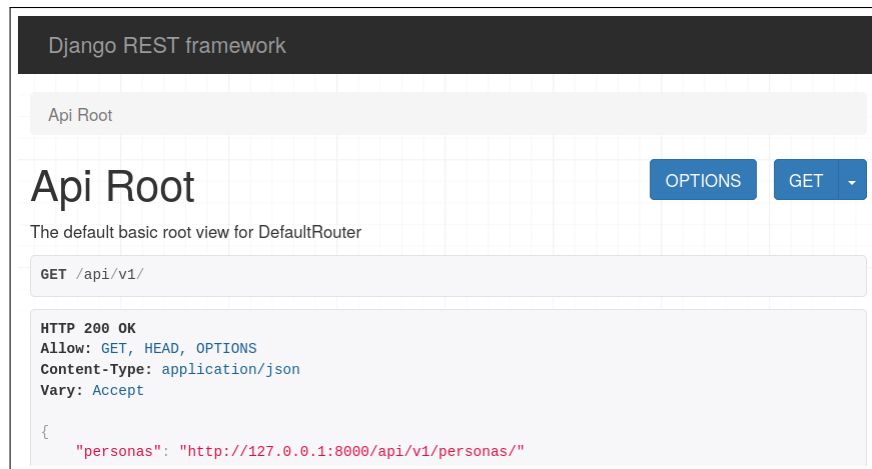 Django REST framework
Api Root
Api Root
OPTIONS
GET
The default basic root view for DefaultRouter
GET /api/v1/
HTTP 200 OK
Allow: GET, HEAD, OPTIONS
Content-Type: application/json
Vary: Accept
{
"personas": "http://127.0.0.1:8000/api/v1/personas/"